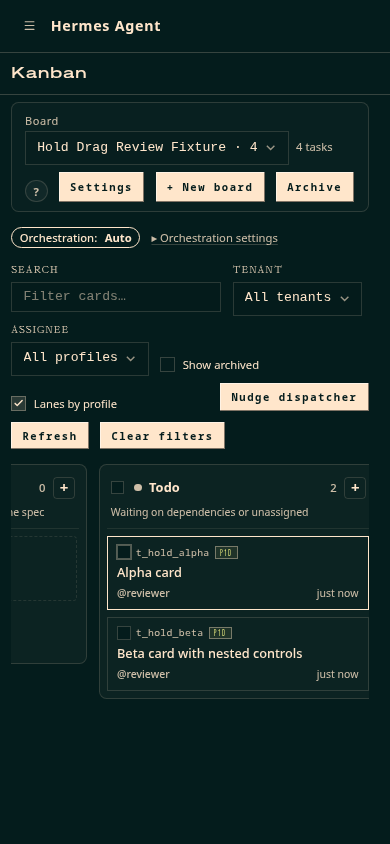 ☰ Hermes Agent
Kanban
Board
Hold Drag Review Fixture · 4
4 tasks
?
Settings
+ New board
Archive
Orchestration: Auto
▸ Orchestration settings
SEARCH
TENANT
Filter cards…
All tenants
ASSIGNEE
All profiles
Show archived
Lanes by profile
Nudge dispatcher
Refresh
Clear filters
0 +
Todo 2 +
spec
Waiting on dependencies or unassigned
t_hold_alpha P10
Alpha card
@reviewer just now
t_hold_beta P10
Beta card with nested controls
@reviewer just now